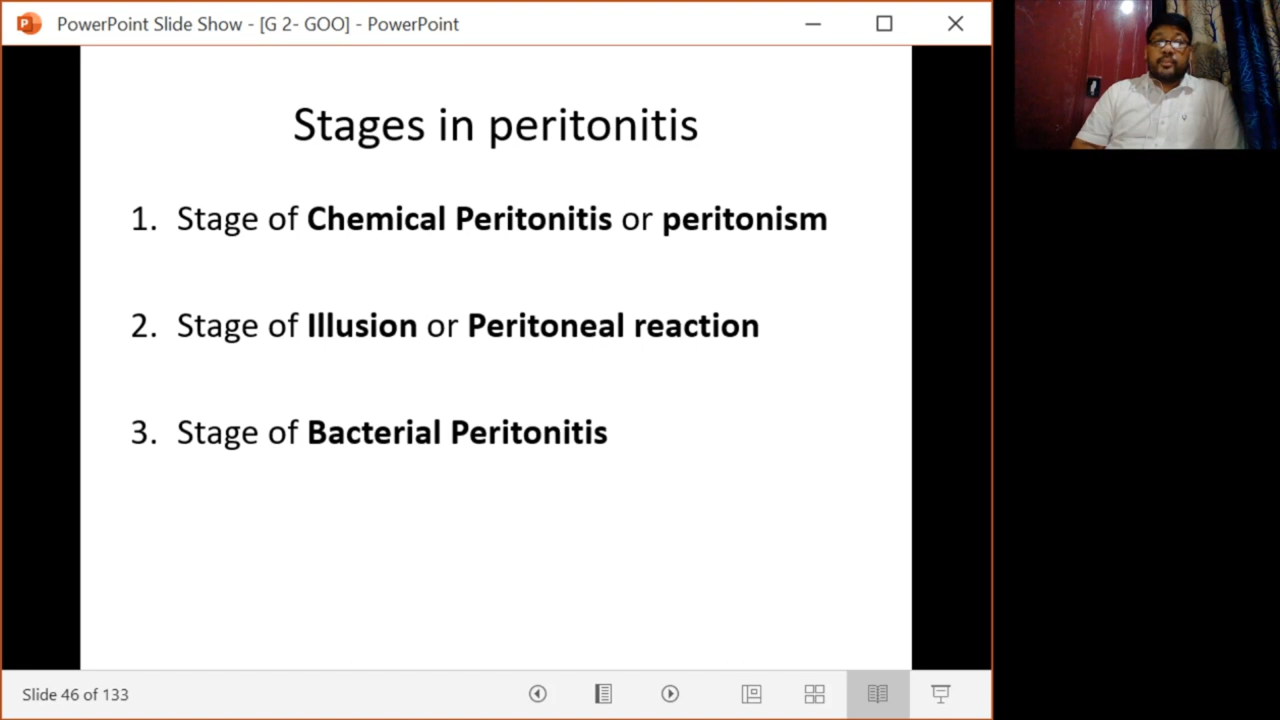 PowerPoint Slide Show - [G 2- GOO] - PowerPoint
Stages in peritonitis
1. Stage of Chemical Peritonitis or peritonism
2. Stage of Illusion or Peritoneal reaction
3. Stage of Bacterial Peritonitis
Slide 46 of 133